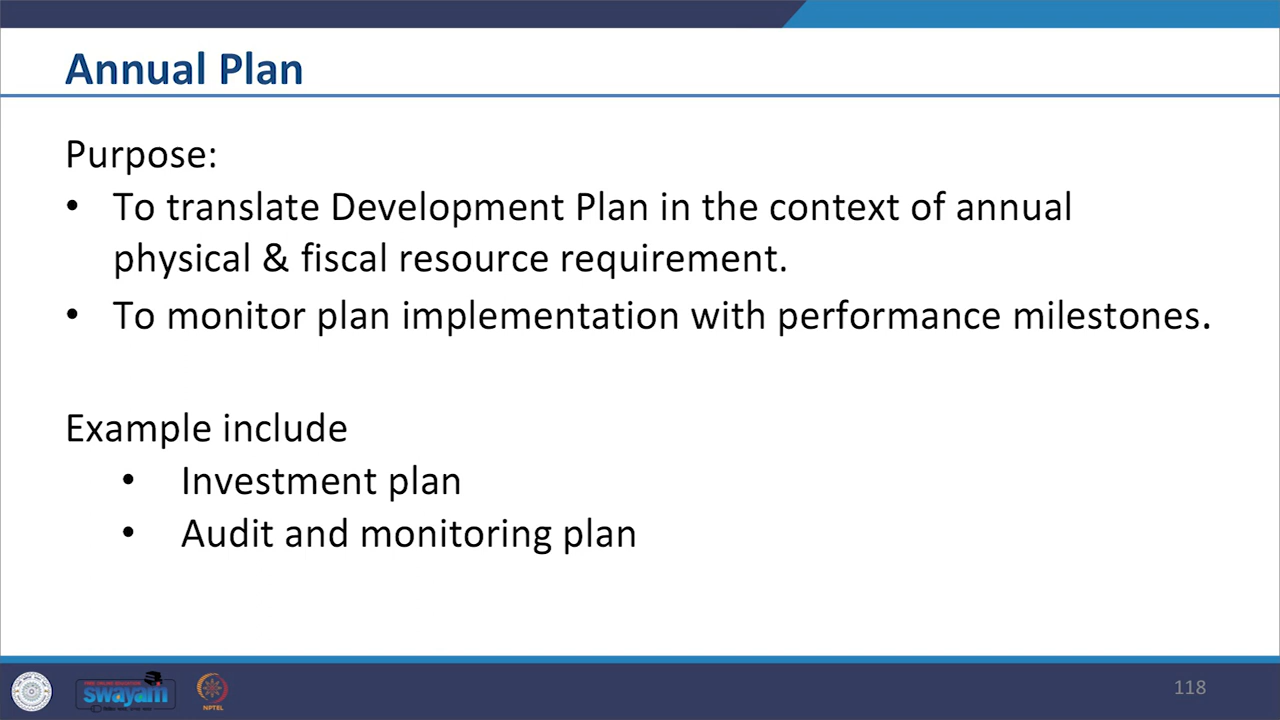 Annual Plan
Purpose:
• To translate Development Plan in the context of annual
physical & fiscal resource requirement.
• To monitor plan implementation with performance milestones.
Example include
• Investment plan
• Audit and monitoring plan
swayam
NPTEL
118